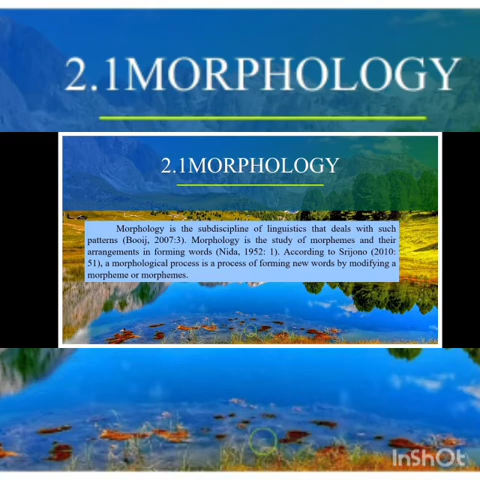 2.1MORPHOLOGY
2.1MORPHOLOGY
Morphology is the subdiscipline of linguistics that deals with such
patterns (Booij, 2007:3). Morphology is the study of morphemes and their
arrangements in forming words (Nida, 1952: 1). According to Srijono (2010:
51), a morphological process is a process of forming new words by modifying a
morpheme or morphemes.
InShOt